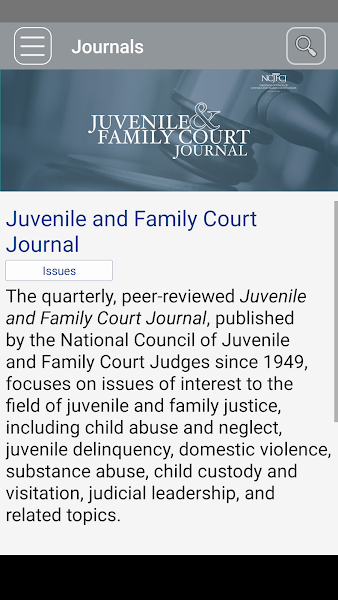 Journals
NCJFCJ
JUVENILE &
FAMILY COURT
JOURNAL
Juvenile and Family Court
Journal
Issues
The quarterly, peer-reviewed Juvenile
and Family Court Journal, published
by the National Council of Juvenile
and Family Court Judges since 1949,
focuses on issues of interest to the
field of juvenile and family justice,
including child abuse and neglect,
juvenile delinquency, domestic violence,
substance abuse, child custody and
visitation, judicial leadership, and
related topics.